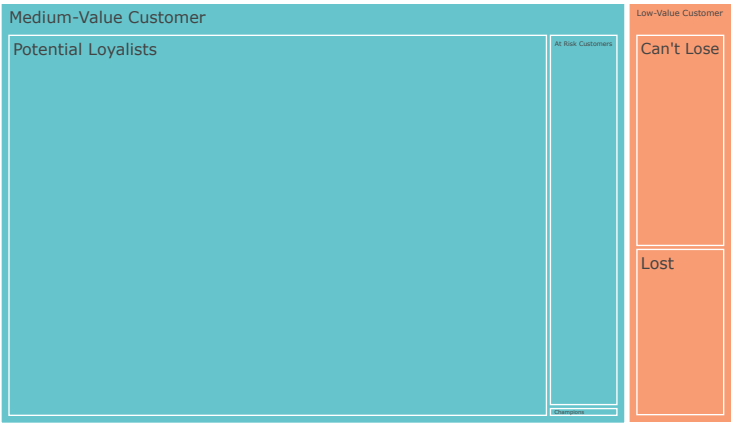 Medium-Value Customer
Potential Loyalists
At Risk Customers
Champions
Low-Value Customer
Can't Lose
Lost